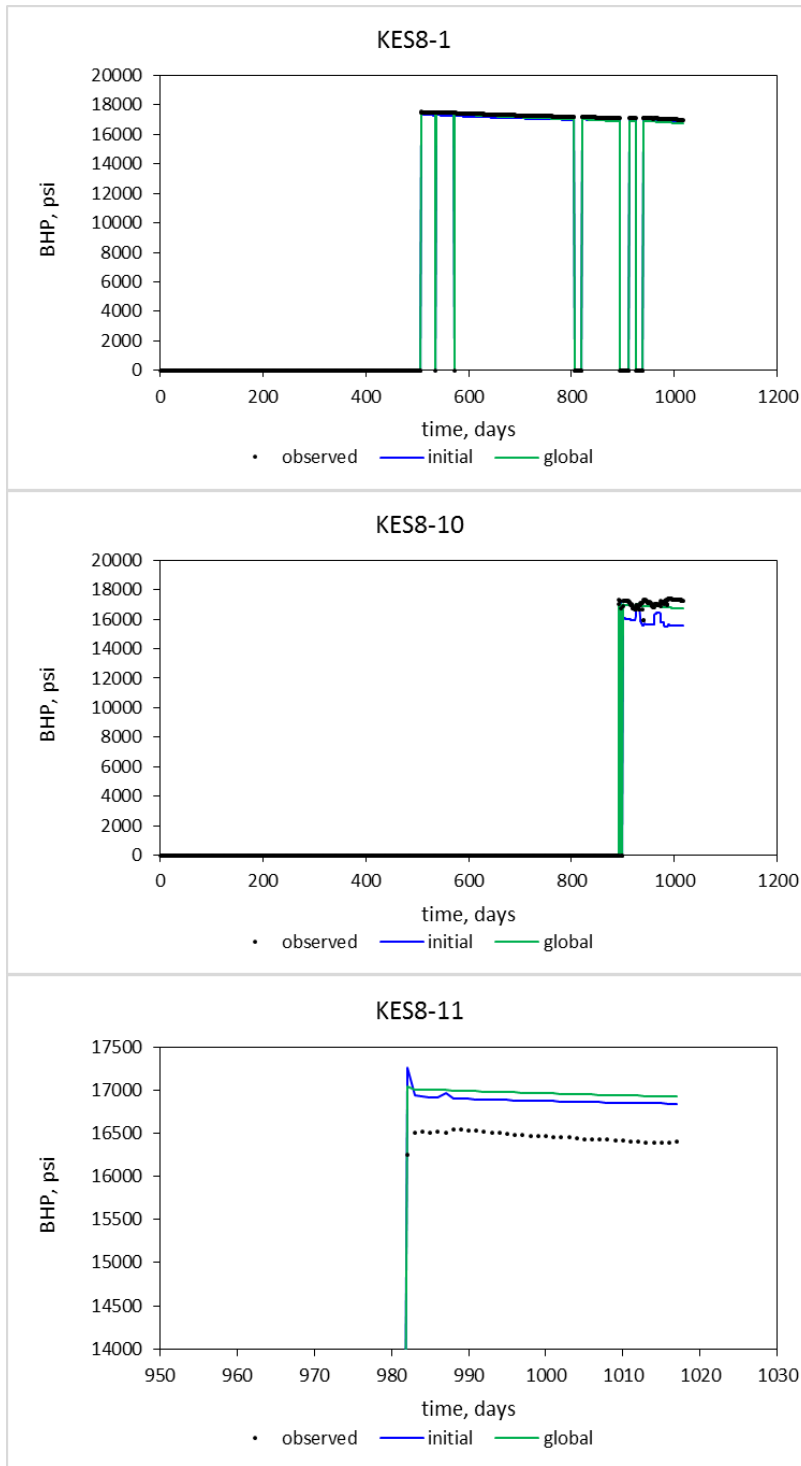 KES8-1
20000
18000
16000
14000
12000
10000
8000
6000
4000
2000
0
BHP, psi
0 200 400 600 800 1000 1200
time, days
observed initial global
KES8-10
20000
18000
16000
14000
12000
10000
8000
6000
4000
2000
0
BHP, psi
0 200 400 600 800 1000 1200
time, days
observed initial global
KES8-11
17500
17000
16500
16000
15500
15000
14500
14000
BHP, psi
950 960 970 980 990 1000 1010 1020 1030
time, days
observed initial global